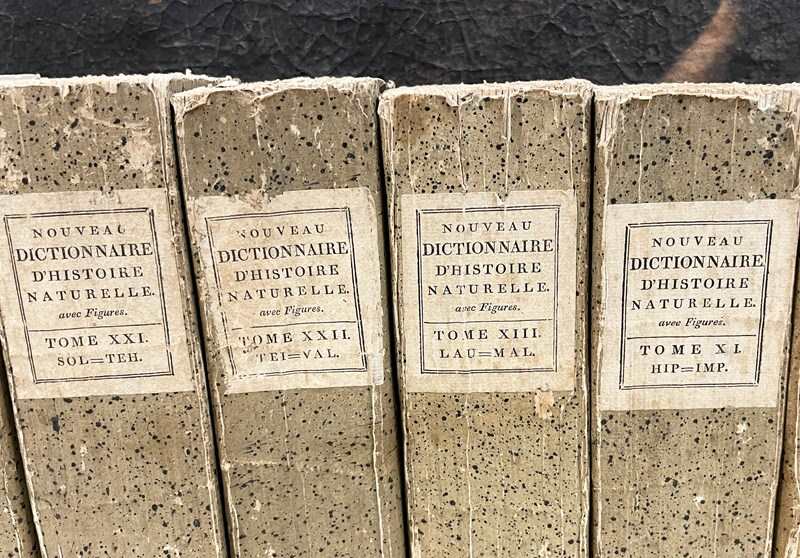 NOUVEAU
DICTIONNAIRE
D'HISTOIRE
NATURELLE.
avec Figures.
TOME XXI.
SOL=TEH.
NOUVEAU
DICTIONNAIRE
D'HISTOIRE
NATURELLE.
avec Figures.
TOME XXII.
TEI=VAL.
NOUVEAU
DICTIONNAIRE
D'HISTOIRE
NATURELLE.
avec Figures.
TOME XIII.
LAU=MAL.
NOUVEAU
DICTIONNAIRE
D'HISTOIRE
NATURELLE.
avec Figures.
TOME XI.
HIP=IMP.